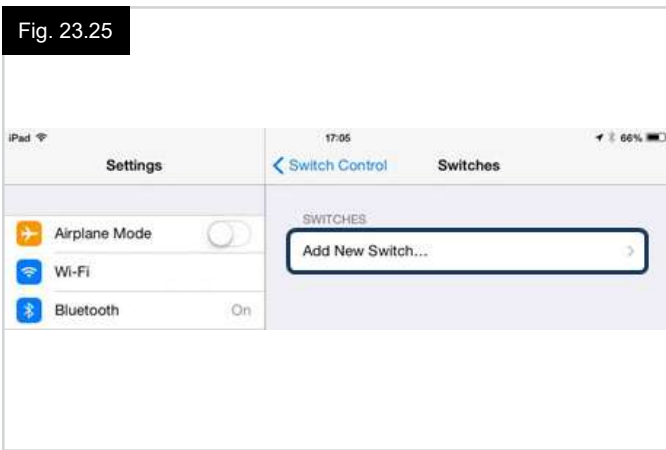 Fig. 23.25
iPad 17:05 66%
Settings
Switch Control Switches
Airplane Mode
Wi-Fi
Bluetooth On
SWITCHES
Add New Switch...